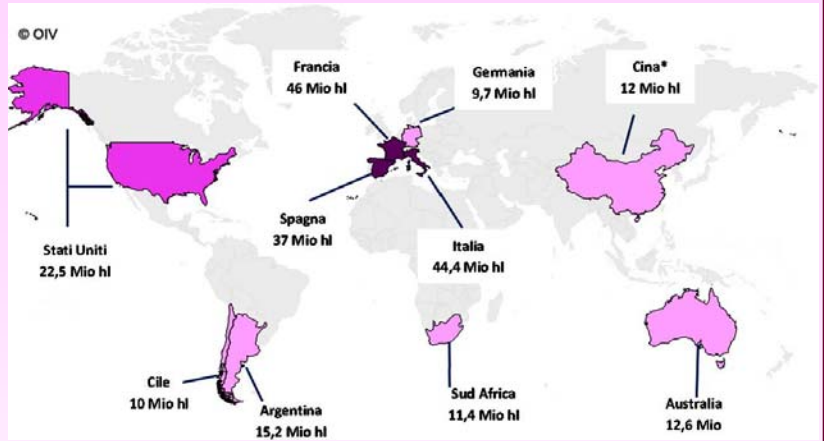 © OIV
Francia
46 Mio hl
Germania
9,7 Mio hl
Cina*
12 Mio hl
Spagna
37 Mio hl
Italia
44,4 Mio hl
Stati Uniti
22,5 Mio hl
Cile
10 Mio hl
Argentina
15,2 Mio hl
Sud Africa
11,4 Mio hl
Australia
12,6 Mio